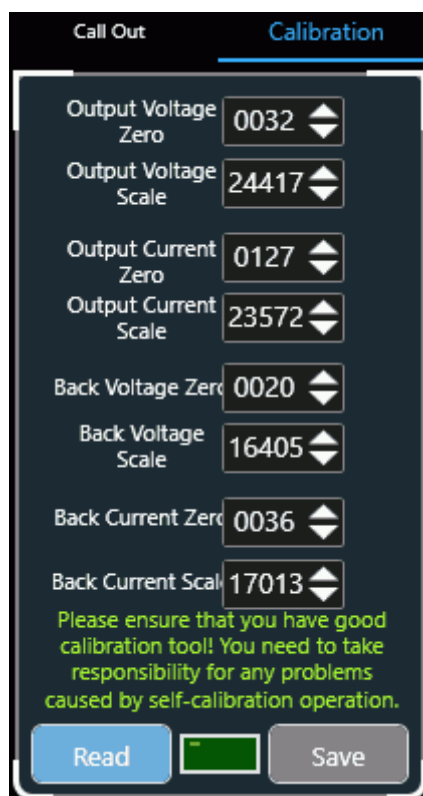 Call Out
Calibration
Output Voltage
Zero
0032
Output Voltage
Scale
24417
Output Current
Zero
0127
Output Current
Scale
23572
Back Voltage Zero
0020
Back Voltage
Scale
16405
Back Current Zero
0036
Back Current Scal
17013
Please ensure that you have good
calibration tool! You need to take
responsibility for any problems
caused by self-calibration operation.
Read
Save